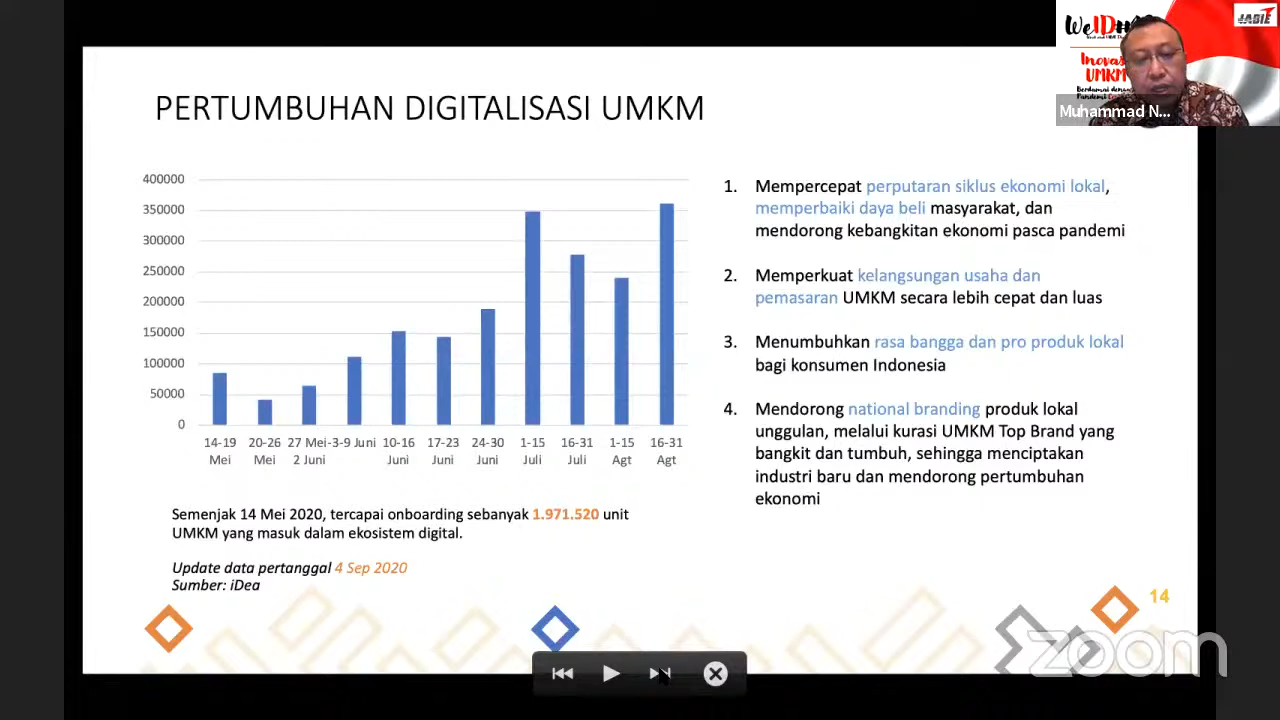 WeIDH
JABIE
Inovas
UMKM
Berdamai denga
Pandemi
Muhammad N...
PERTUMBUHAN DIGITALISASI UMKM
400000
350000
300000
250000
200000
150000
100000
50000
0
14-19 20-26 27 Mei-3-9 Juni 10-16 17-23 24-30 1-15 16-31 1-15 16-31
Mei Mei 2 Juni Juni Juni Juni Juli Juli Agt Agt
Semenjak 14 Mei 2020, tercapai onboarding sebanyak 1.971.520 unit
UMKM yang masuk dalam ekosistem digital.
Update data pertanggal 4 Sep 2020
Sumber: iDea
1. Mempercepat perputaran siklus ekonomi lokal,
memperbaiki daya beli masyarakat, dan
mendorong kebangkitan ekonomi pasca pandemi
2. Memperkuat kelangsungan usaha dan
pemasaran UMKM secara lebih cepat dan luas
3. Menumbuhkan rasa bangga dan pro produk lokal
bagi konsumen Indonesia
4. Mendorong national branding produk lokal
unggulan, melalui kurasi UMKM Top Brand yang
bangkit dan tumbuh, sehingga menciptakan
industri baru dan mendorong pertumbuhan
ekonomi
14
zoom